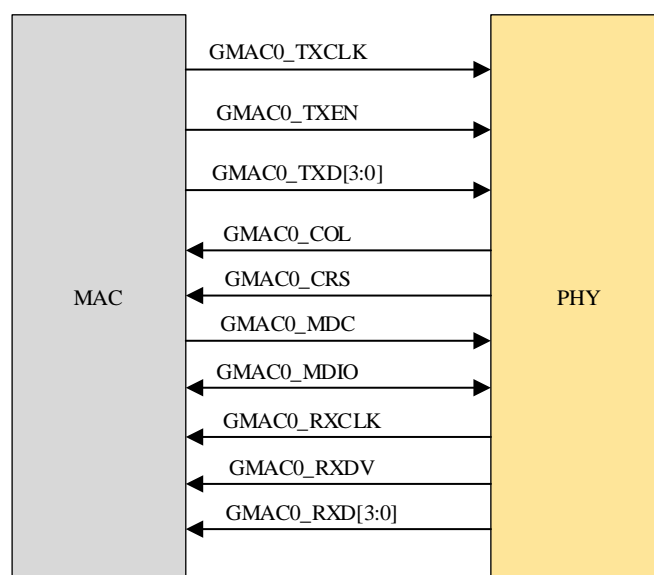 GMAC0_TXCLK
GMAC0_TXEN
GMAC0_TXD[3:0]
GMAC0_COL
GMAC0_CRS
MAC
PHY
GMAC0_MDC
GMAC0_MDIO
GMAC0_RXCLK
GMAC0_RXDV
GMAC0_RXD[3:0]